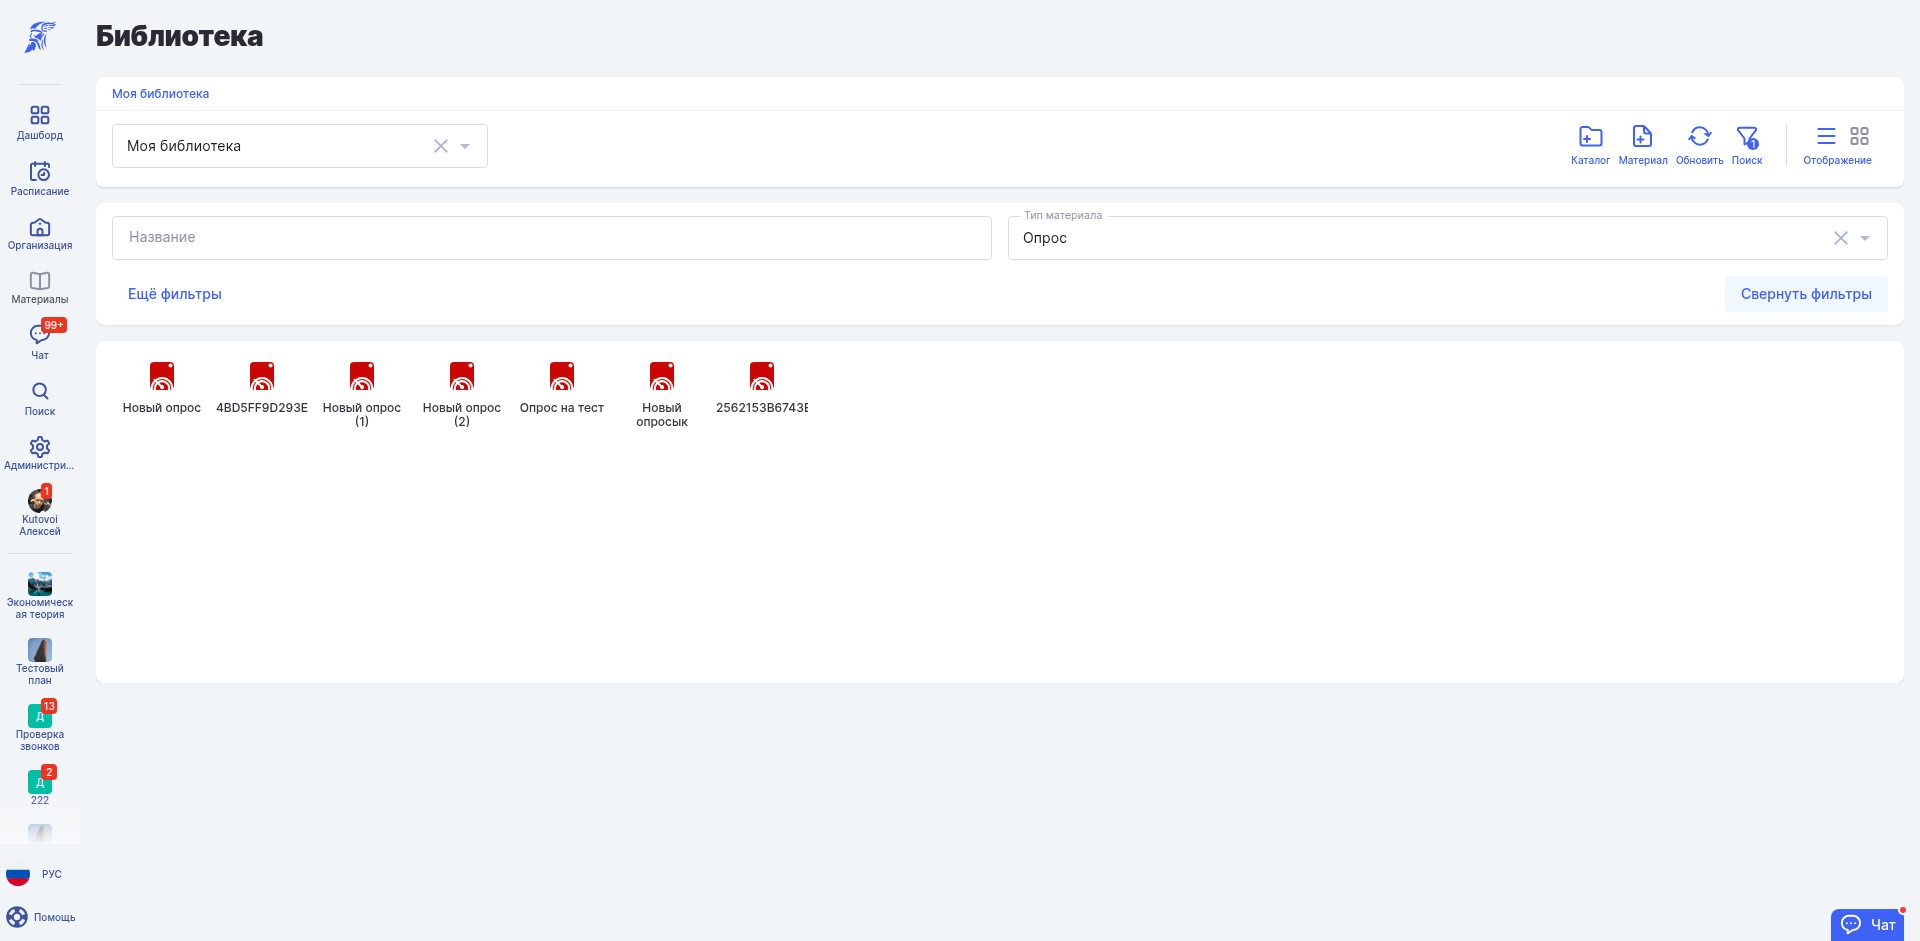 Библиотека
Моя библиотека
Моя библиотека
Каталог
Материал
Обновить
1
Поиск
Отображение
Название
Тип материала
Опрос
Ещё фильтры
Свернуть фильтры
Новый опрос
4BD5FF9D293E
Новый опрос
(1)
Новый опрос
(2)
Опрос на тест
Новый
опросык
2562153B6743E
Дашборд
Расписание
Организация
Материалы
99+
Чат
Поиск
Администри...
1
Kutovoi
Алексей
Экономическ
ая теория
Тестовый
план
13
Д
Проверка
звонков
2
Д
222
РУС
Помощь
Чат